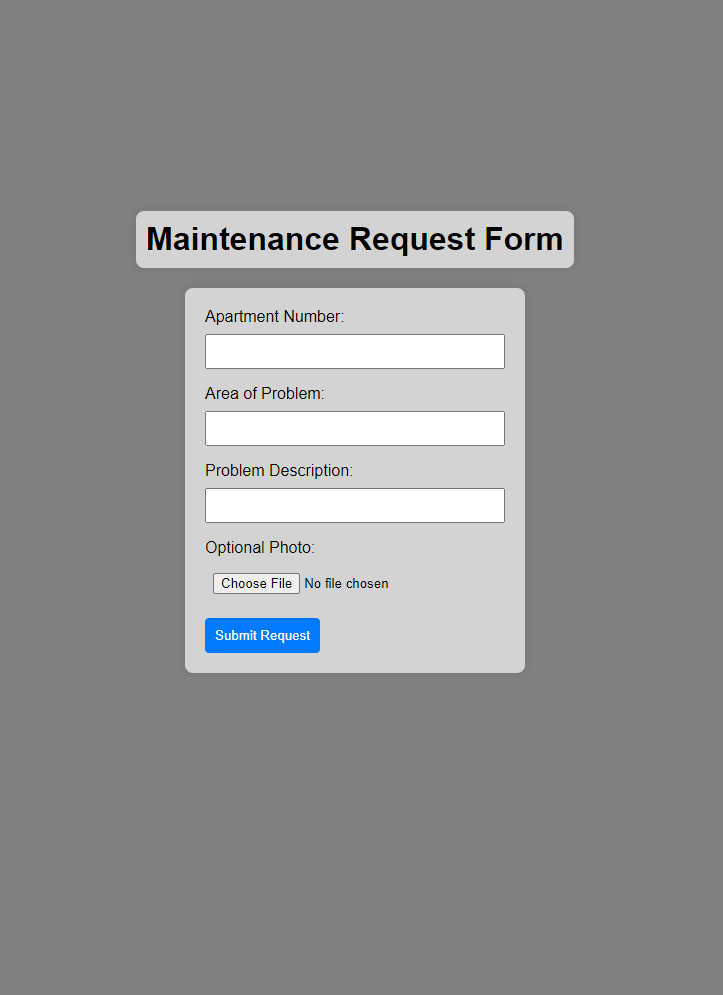 Maintenance Request Form
Apartment Number:
Area of Problem:
Problem Description:
Optional Photo:
Choose File No file chosen
Submit Request